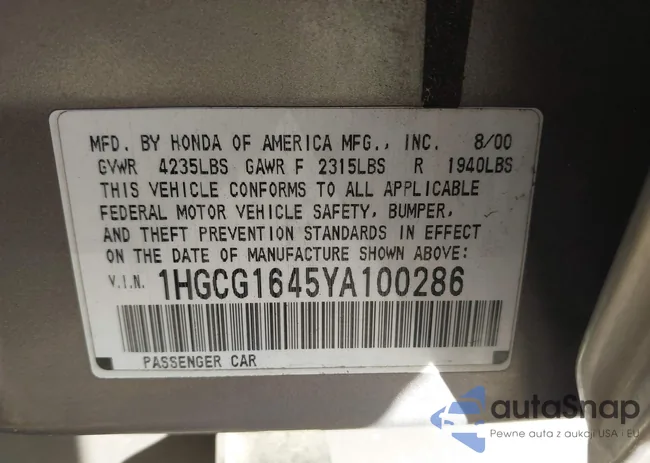 MFD. BY HONDA OF AMERICA MFG., INC. 8/00
GVWR 4235LBS GAWR F 2315LBS R 1940LBS
THIS VEHICLE CONFORMS TO ALL APPLICABLE
FEDERAL MOTOR VEHICLE SAFETY, BUMPER,
AND THEFT PREVENTION STANDARDS IN EFFECT
ON THE DATE OF MANUFACTURE SHOWN ABOVE:
V.I.N. 1HGCG1645YA100286
PASSENGER CAR
autoSnap
Pewne auta z aukcji USA i EU